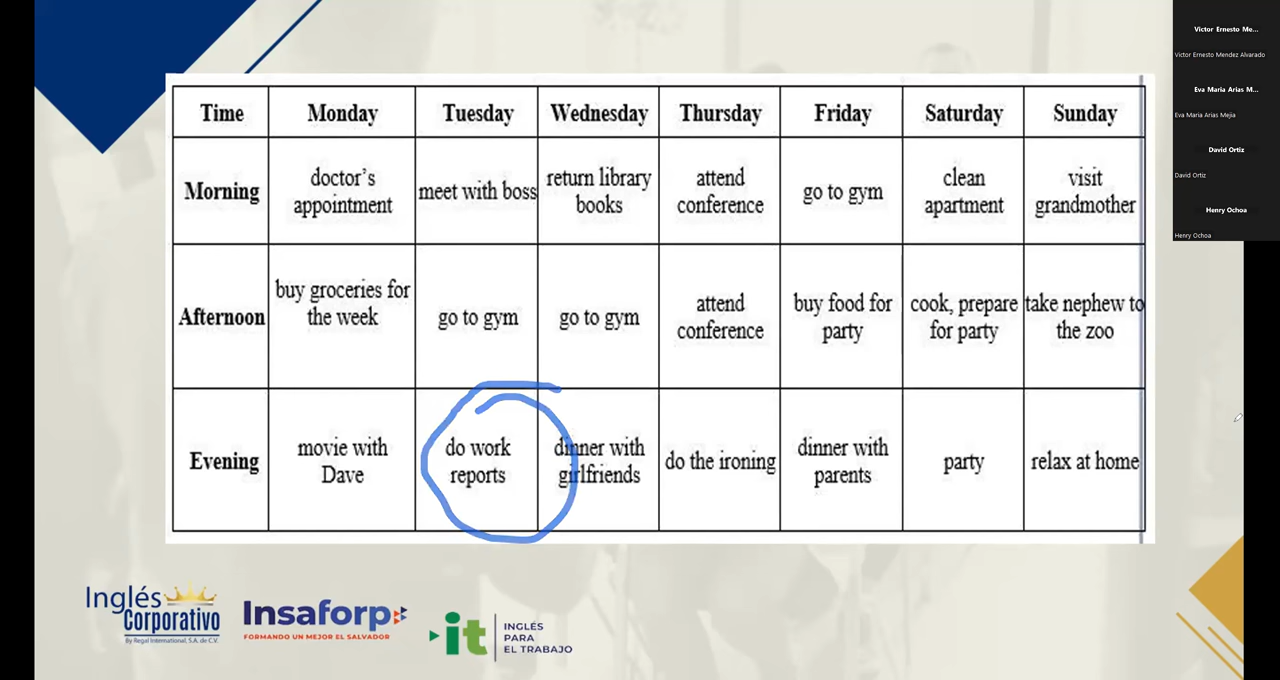 Time Monday Tuesday Wednesday Thursday Friday Saturday Sunday
Morning
doctor's
appointment
meet with boss
return library
books
attend
conference
go to gym
clean
apartment
visit
grandmother
Afternoon
buy groceries for
the week
go to gym
go to gym
attend
conference
buy food for
party
cook, prepare
for party
take nephew to
the zoo
Evening
movie with
Dave
do work
reports
dinner with
girlfriends
do the ironing
dinner with
parents
party
relax at home
Victor Ernesto Me...
Victor Ernesto Mendez Alvarado
Eva Maria Arias M...
Eva Maria Arias Mejia
David Ortiz
David Ortiz
Henry Ochoa
Henry Ochoa
Inglés
Corporativo
By Regal International, S.A. de C.V.
Insaforp
FORMANDO UN MEJOR EL SALVADOR
it
INGLÉS
PARA
EL TRABAJO